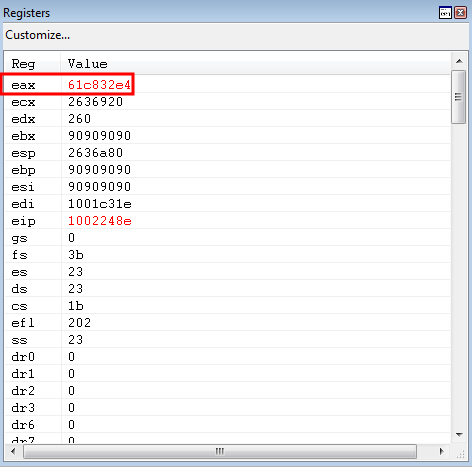 Registers
Customize...
Reg Value
eax 61c832e4
ecx 2636920
edx 260
ebx 90909090
esp 2636a80
ebp 90909090
esi 90909090
edi 1001c31e
eip 1002248e
gs 0
fs 3b
es 23
ds 23
cs 1b
efl 202
ss 23
dr0 0
dr1 0
dr2 0
dr3 0
dr6 0
dr7 0